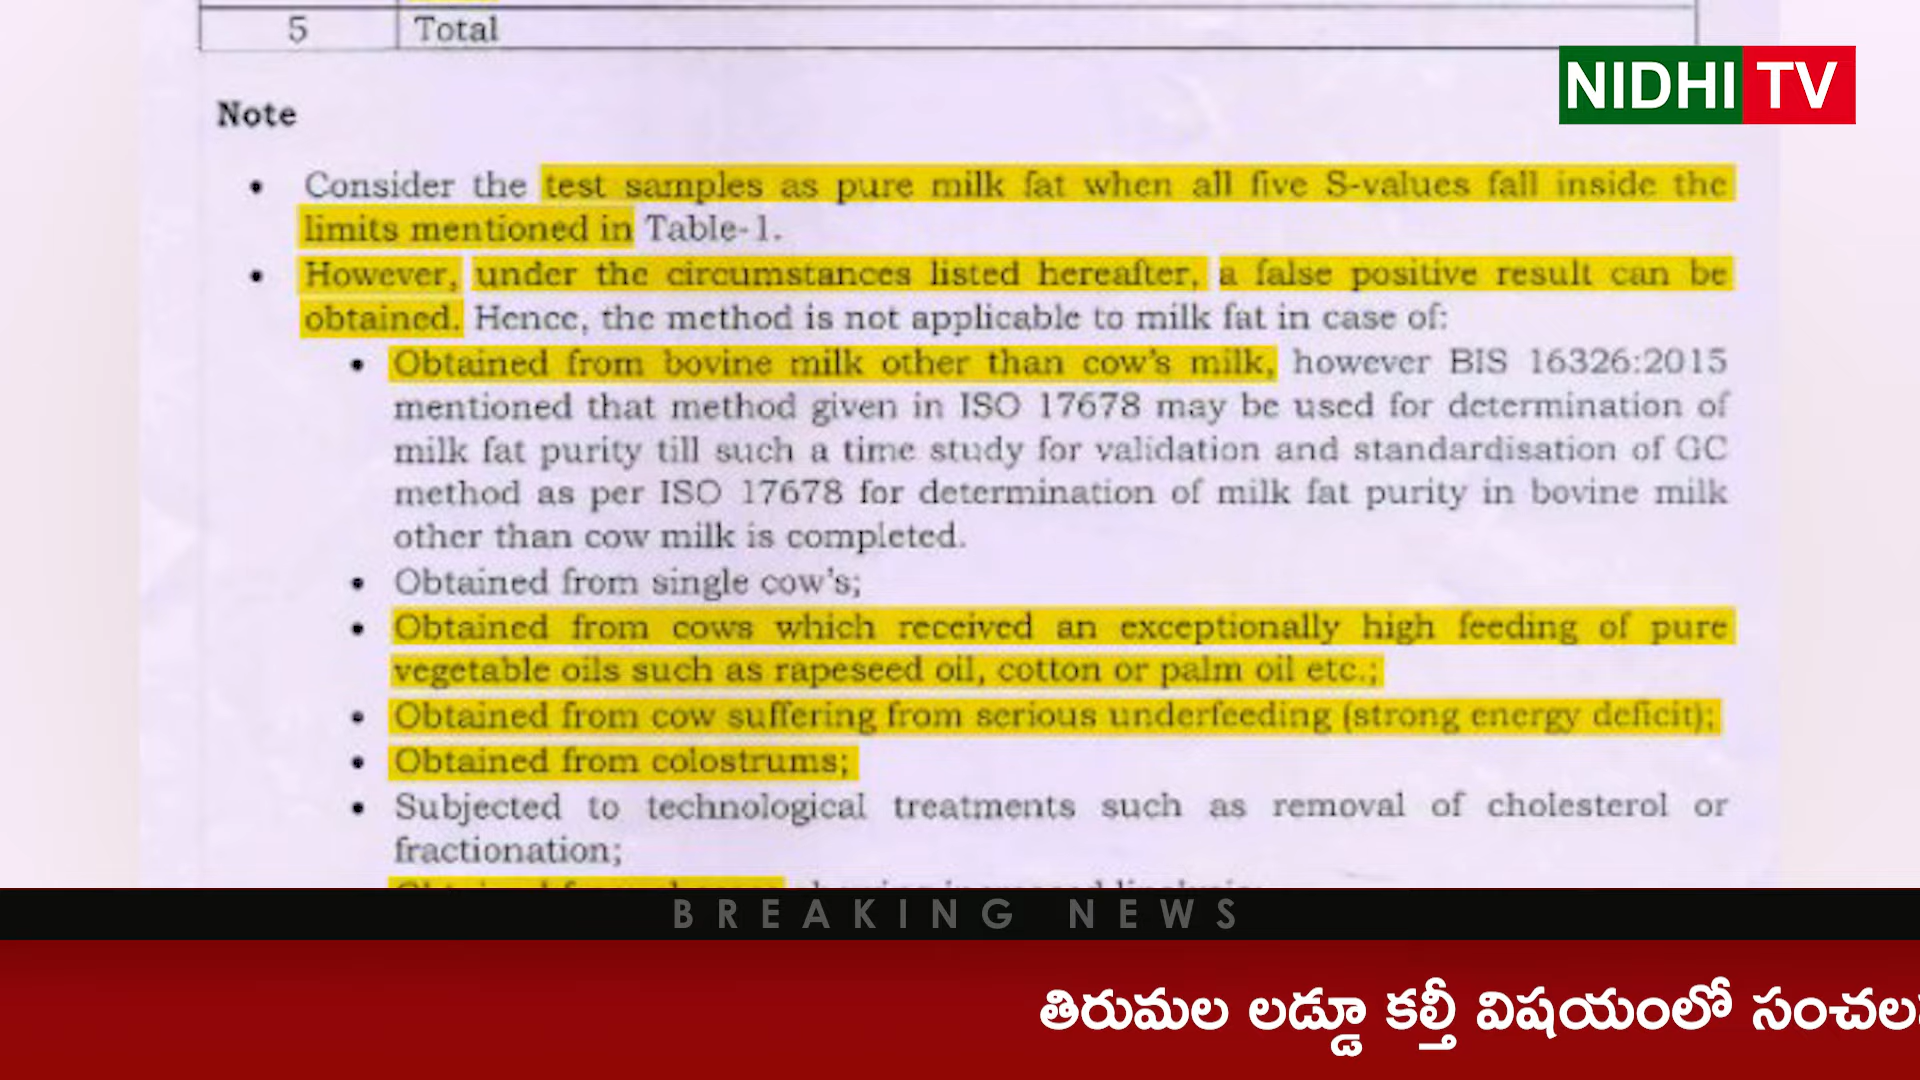 5 Total
NIDHI TV
Note
• Consider the test samples as pure milk fat when all five S-values fall inside the
limits mentioned in Table-1.
• However, under the circumstances listed hereafter, a false positive result can be
obtained. Hence, the method is not applicable to milk fat in case of:
• Obtained from bovine milk other than cow's milk, however BIS 16326:2015
mentioned that method given in ISO 17678 may be used for determination of
milk fat purity till such a time study for validation and standardisation of GC
method as per ISO 17678 for determination of milk fat purity in bovine milk
other than cow milk is completed.
• Obtained from single cow's;
• Obtained from cows which received an exceptionally high feeding of pure
vegetable oils such as rapeseed oil, cotton or palm oil etc.;
• Obtained from cow suffering from serious underfeeding (strong energy deficit);
• Obtained from colostrums;
• Subjected to technological treatments such as removal of cholesterol or
fractionation;
BREAKING NEWS
తిరుమల లడ్డూ కల్తీ విషయంలో సంచల